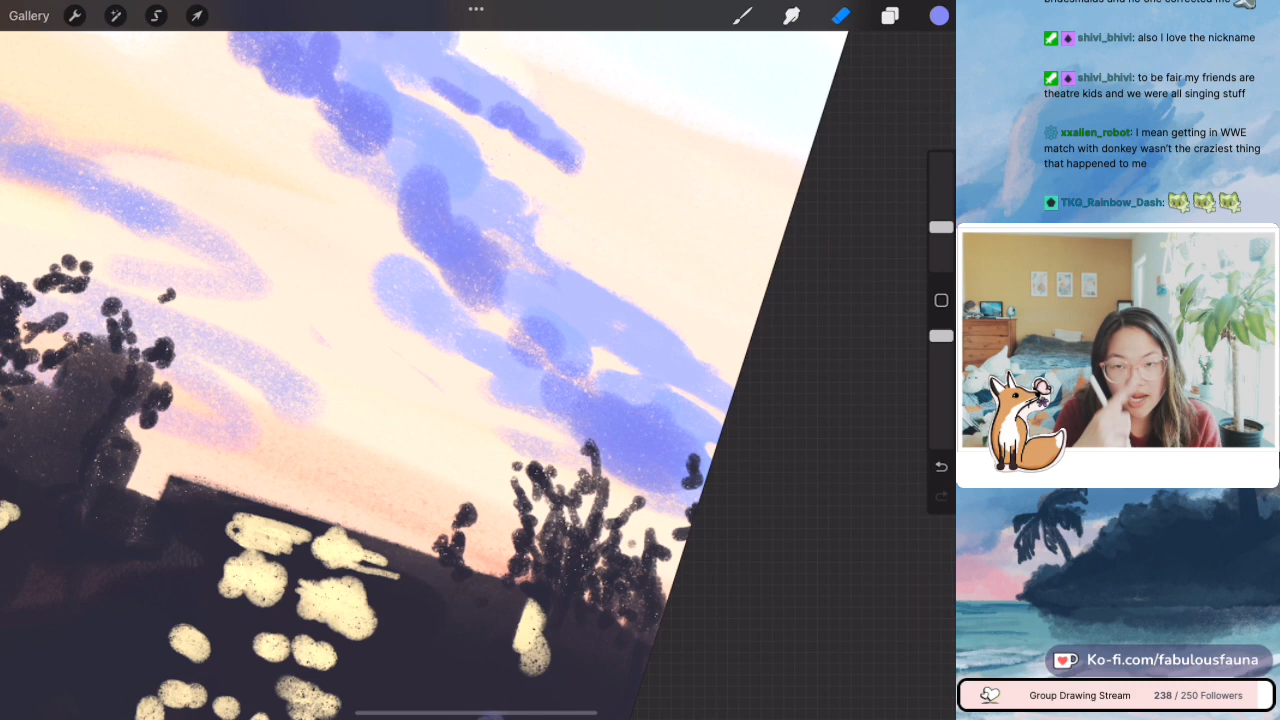 Gallery
bridesmaids and no one corrected me
shivi_bhivi: also I love the nickname
shivi_bhivi: to be fair my friends are
theatre kids and we were all singing stuff
xxalien_robot: I mean getting in WWE
match with donkey wasn't the craziest thing
that happened to me
TKG_Rainbow_Dash:
Ko-fi.com/fabulousfauna
Group Drawing Stream 238 / 250 Followers